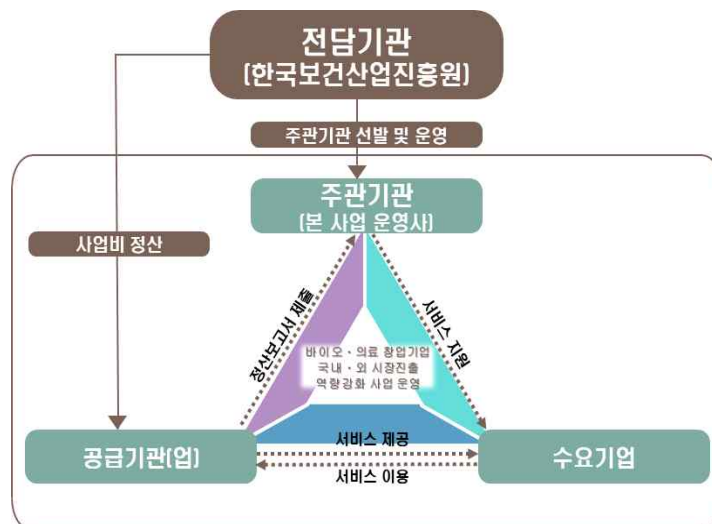 전담기관
(한국보건산업진흥원)
주관기관 선발 및 운영
주관기관
(본 사업 운영사)
사업비 정산
정산보고서 제출
서비스 지원
바이오·의료 창업기업
국내·외 시장진출
역량강화 사업 운영
공급기관(업)
서비스 제공
서비스 이용
수요기업